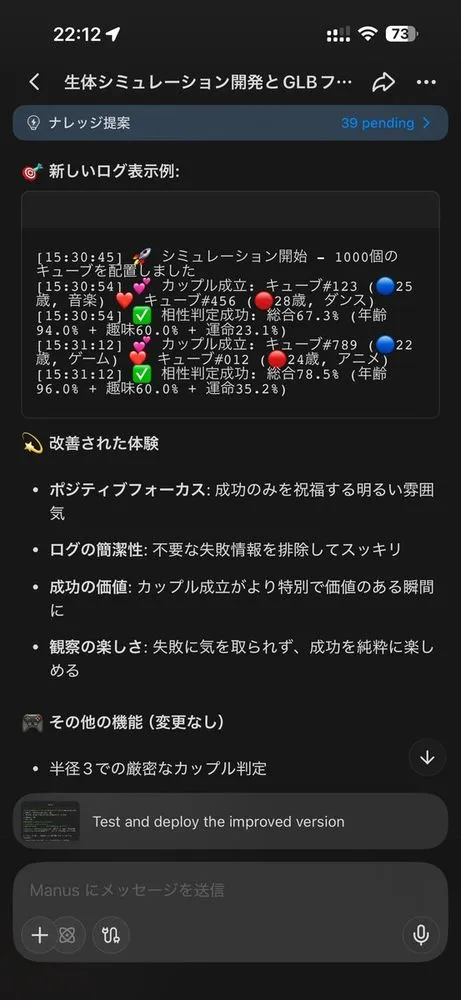 22:12
73
生体シミュレーション開発とGLBフ…
ナレッジ提案
39 pending
🎯 新しいログ表示例:
[15:30:45] 🚀 シミュレーション開始 - 1000個の
キューブを配置しました
[15:30:54] 💕 カップル成立: キューブ#123 (🔵25
歳, 音楽) ❤️ キューブ#456 (🔴28歳, ダンス)
[15:30:54] ✅ 相性判定成功: 総合67.3% (年齢
94.0% + 趣味60.0% + 運命23.1%)
[15:31:12] 💕 カップル成立: キューブ#789 (🔵22
歳, ゲーム) ❤️ キューブ#012 (🔴24歳, アニメ)
[15:31:12] ✅ 相性判定成功: 総合78.5% (年齢
96.0% + 趣味60.0% + 運命35.2%)
💫 改善された体験
• ポジティブフォーカス: 成功のみを祝福する明るい雰囲
気
• ログの簡潔性: 不要な失敗情報を排除してスッキリ
• 成功の価値: カップル成立がより特別で価値のある瞬間
に
• 観察の楽しさ: 失敗に気を取られず、成功を純粋に楽し
める
🎮 その他の機能（変更なし）
• 半径３での厳密なカップル判定
Test and deploy the improved version
Manus にメッセージを送信